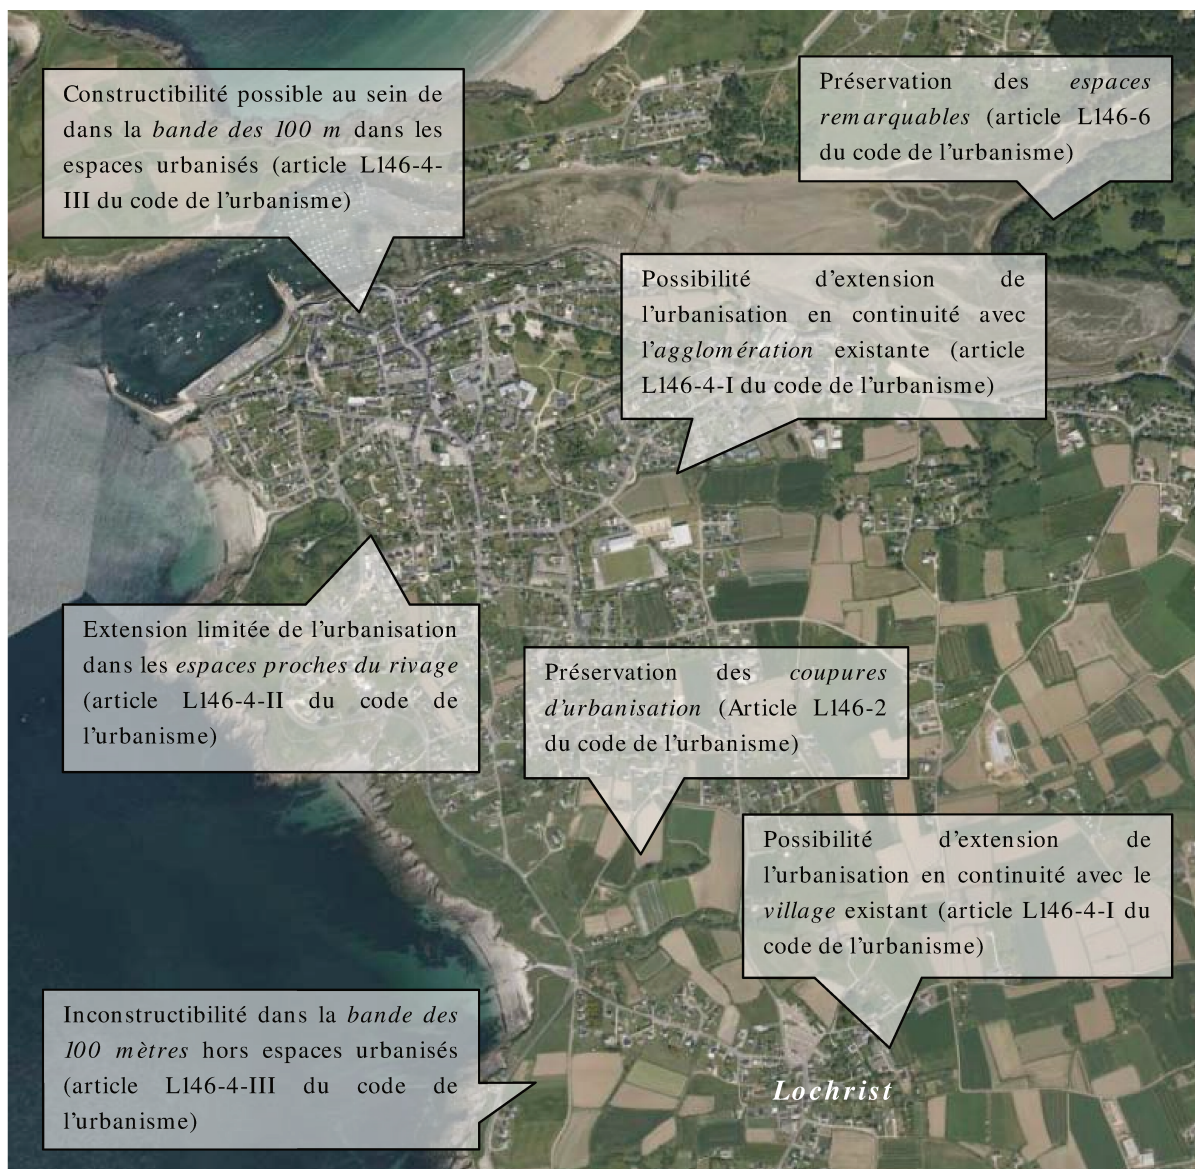 Constructibilité possible au sein de
dans la bande des 100 m dans les
espaces urbanisés (article L146-4-
III du code de l'urbanisme)
Préservation des espaces
remarquables (article L146-6
du code de l'urbanisme)
Possibilité d'extension de
l'urbanisation en continuité avec
l'agglomération existante (article
L146-4-I du code de l'urbanisme)
Extension limitée de l'urbanisation
dans les espaces proches du rivage
(article L146-4-II du code de
l'urbanisme)
Préservation des coupures
d'urbanisation (Article L146-2
du code de l'urbanisme)
Possibilité d'extension de
l'urbanisation en continuité avec le
village existant (article L146-4-I du
code de l'urbanisme)
Inconstructibilité dans la bande des
100 mètres hors espaces urbanisés
(article L146-4-III du code de
l'urbanisme)
Lochrist